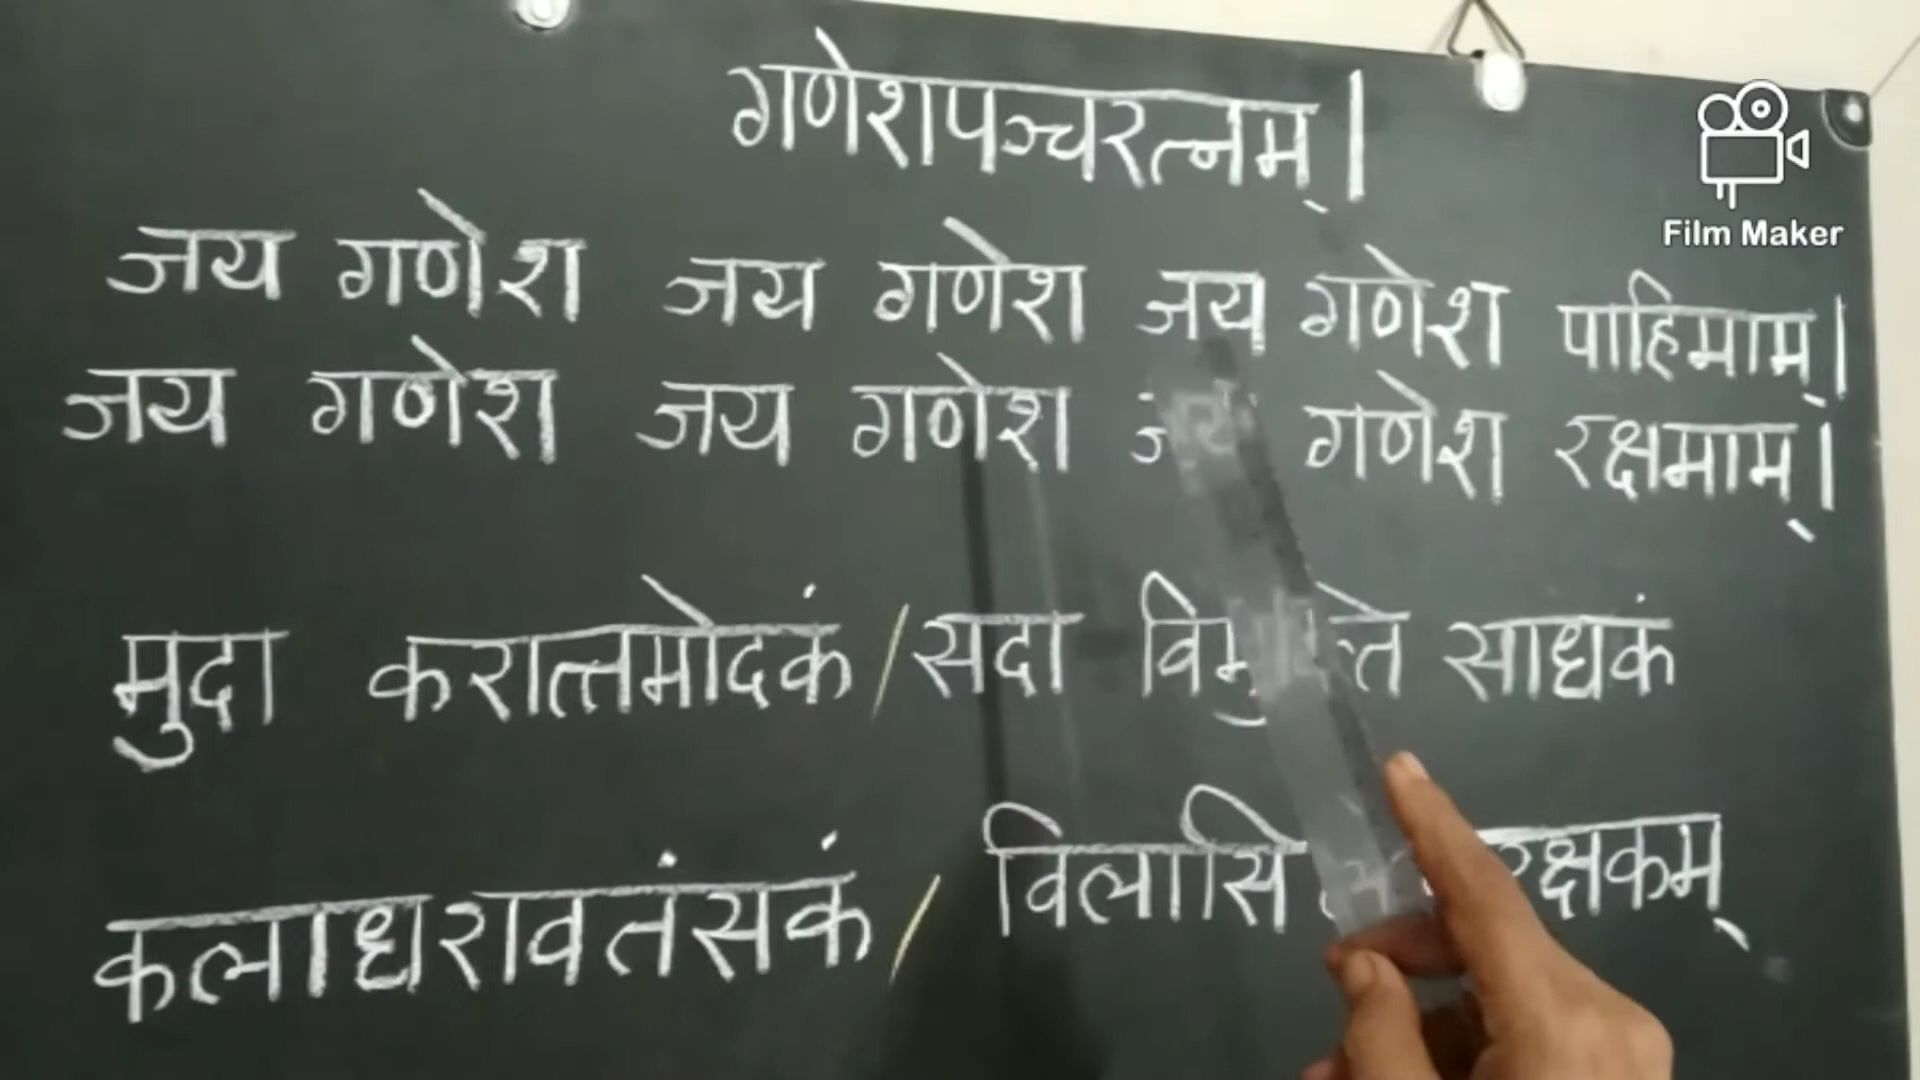 गणेशपञ्चरत्नम्।
Film Maker
जय गणेश जय गणेश जय गणेश पाहिमाम्।
जय गणेश जय गणेश जय गणेश रक्षमाम्।
मुदा करात्तमोदकं / सदा साधकं
कलाधरावतंसकं / विलासि